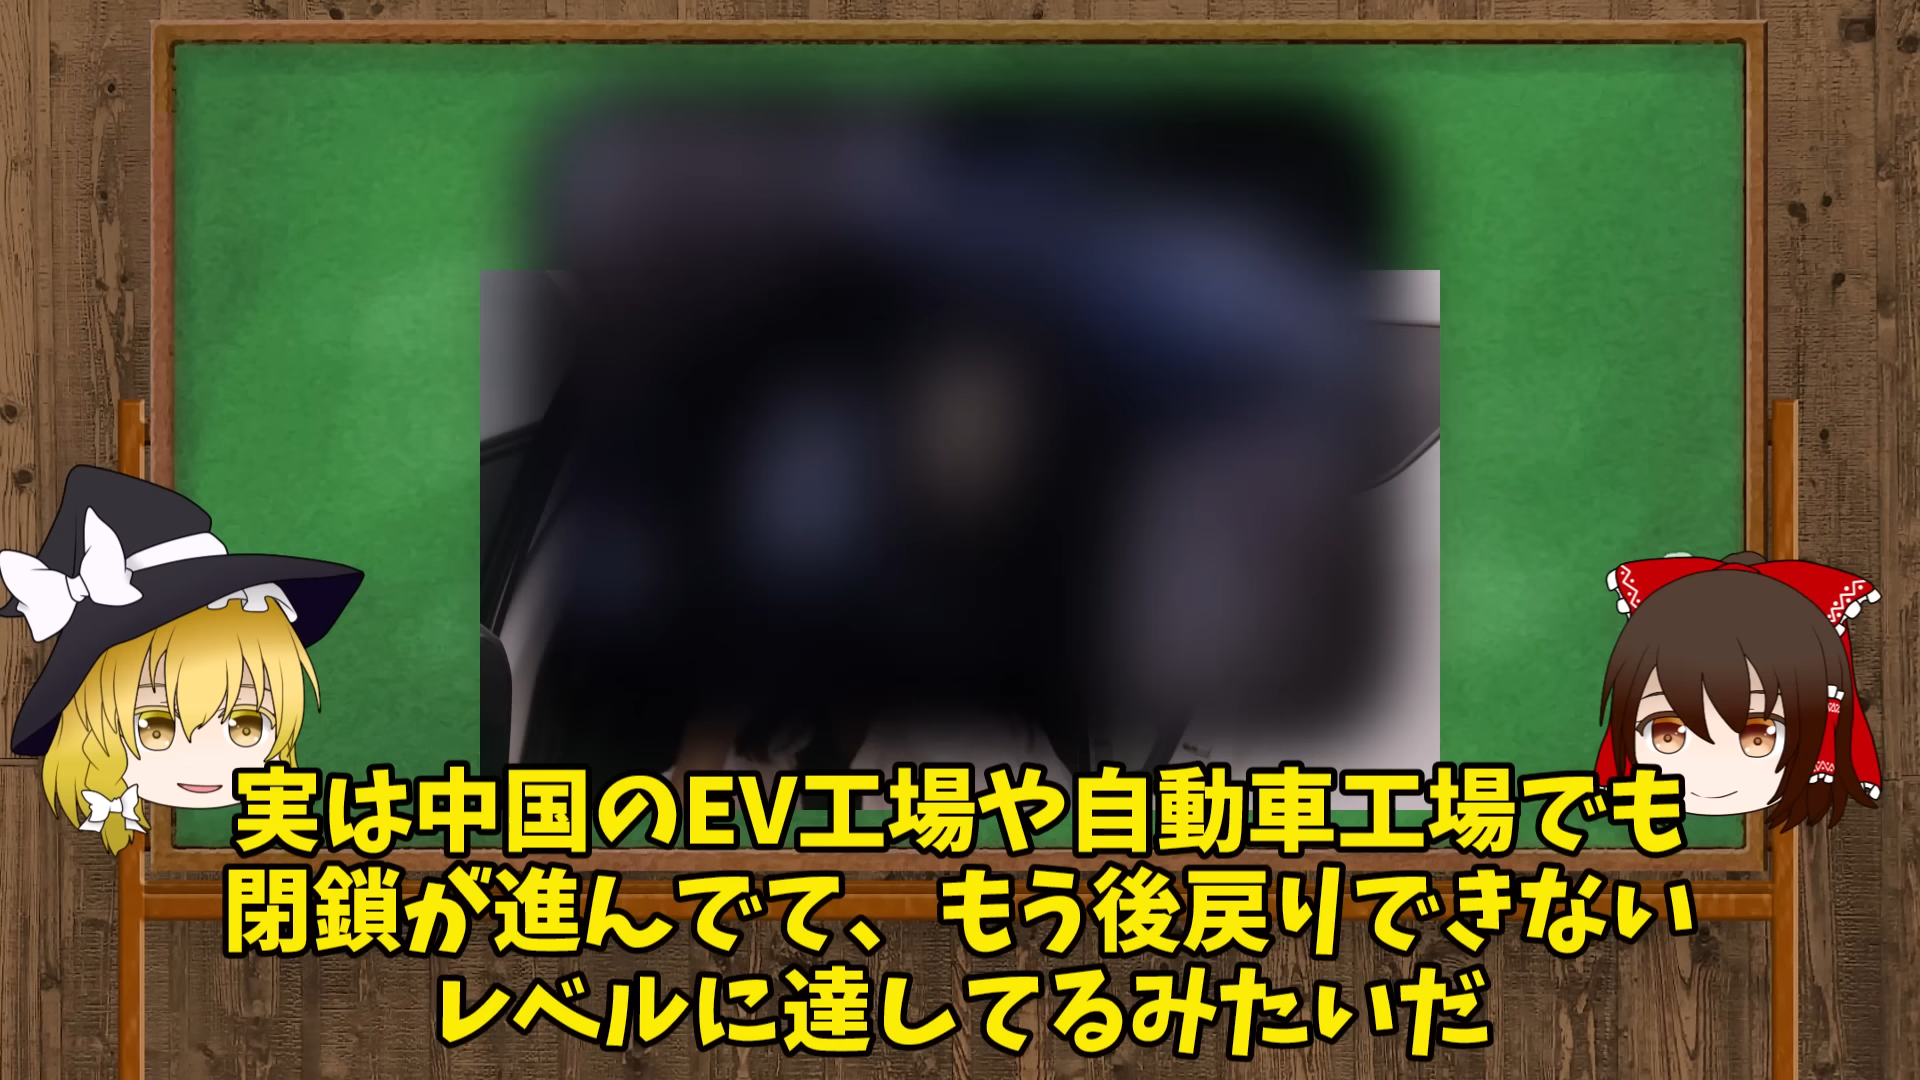 実は中国のEV工場や自動車工場でも
閉鎖が進んでて、もう後戻りできない
レベルに達してるみたいだ